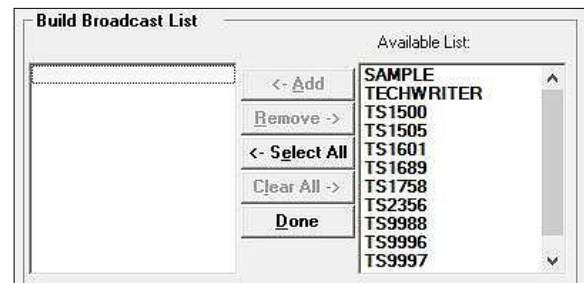 Build Broadcast List
Available List:
<- Add
Remove ->
<- Select All
Clear All ->
Done
SAMPLE
TECHWRITER
TS1500
TS1505
TS1601
TS1689
TS1758
TS2356
TS9988
TS9996
TS9997